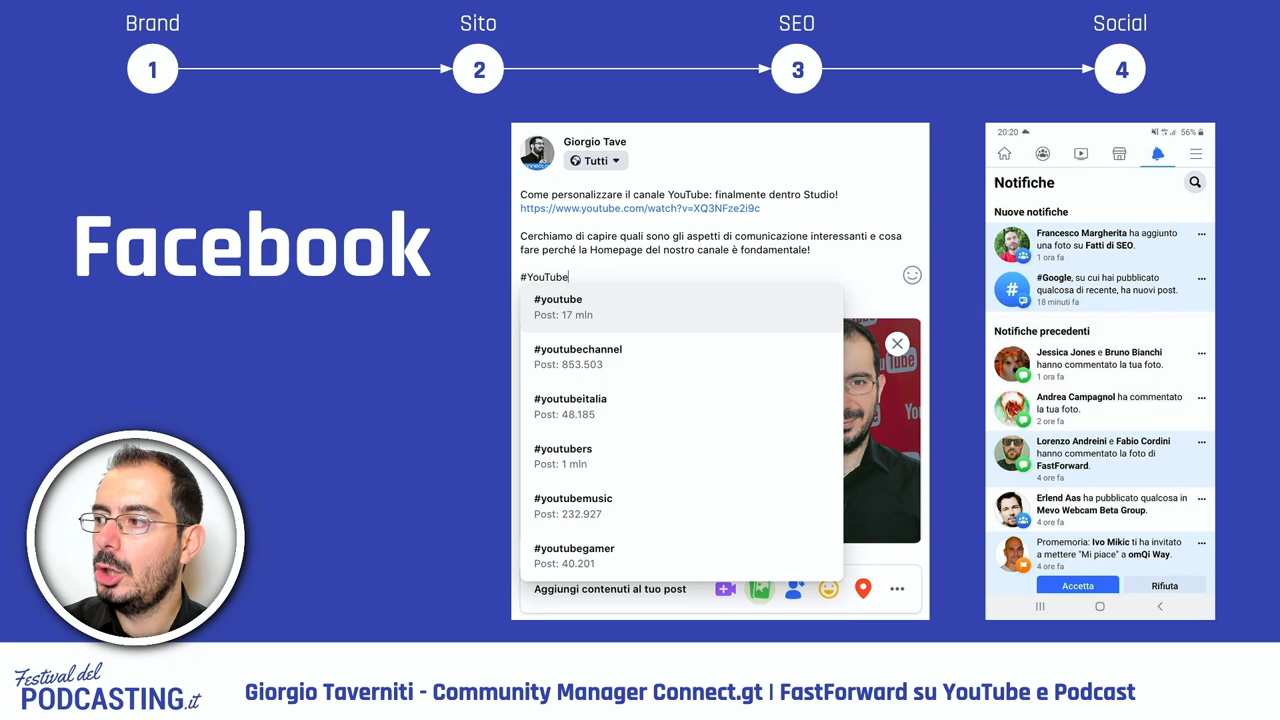 Brand
Sito
SEO
Social
1
2
3
4
Facebook
Giorgio Tave
Tutti
Come personalizzare il canale YouTube: finalmente dentro Studio!
https://www.youtube.com/watch?v=XQ3NFze2i9c
Cerchiamo di capire quali sono gli aspetti di comunicazione interessanti e cosa
fare perché la Homepage del nostro canale è fondamentale!
#YouTube
#youtube
Post: 17 mln
#youtubechannel
Post: 853.503
#youtubeitalia
Post: 48.185
#youtubers
Post: 1 mln
#youtubemusic
Post: 232.927
#youtubegamer
Post: 40.201
Aggiungi contenuti al tuo post
20:20
56%
Notifiche
Nuove notifiche
Francesco Margherita ha aggiunto
una foto su Fatti di SEO.
1 ora fa
#Google, su cui hai pubblicato
qualcosa di recente, ha nuovi post.
18 minuti fa
Notifiche precedenti
Jessica Jones e Bruno Bianchi
hanno commentato la tua foto.
1 ora fa
Andrea Campagnol ha commentato
la tua foto.
2 ore fa
Lorenzo Andreini e Fabio Cordini
hanno commentato la foto di
FastForward.
4 ore fa
Erlend Aas ha pubblicato qualcosa in
Mevo Webcam Beta Group.
4 ore fa
Promemoria: Ivo Mikic ti ha invitato
a mettere "Mi piace" a omQi Way.
4 ore fa
Accetta
Rifiuta
Festival del
PODCASTING.it
Giorgio Taverniti - Community Manager Connect.gt | FastForward su YouTube e Podcast